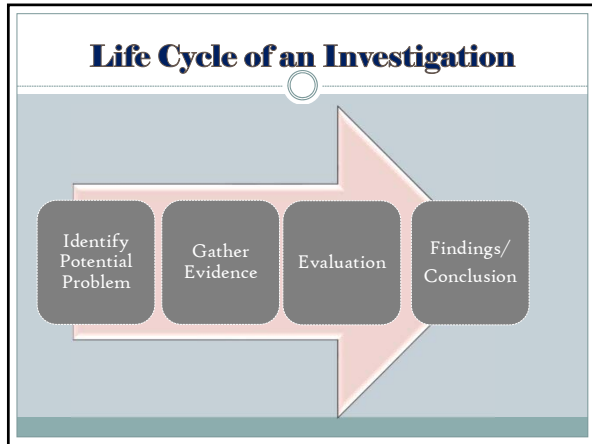 Life Cycle of an Investigation
Identify
Potential
Problem
Gather
Evidence
Evaluation
Findings/
Conclusion